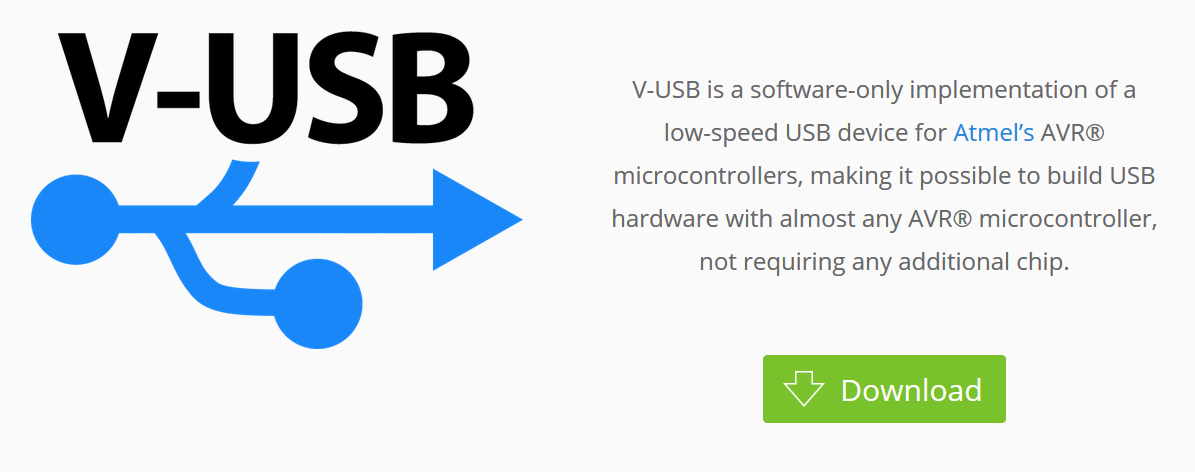 V-USB
V-USB is a software-only implementation of a
low-speed USB device for Atmel’s AVR®
microcontrollers, making it possible to build USB
hardware with almost any AVR® microcontroller,
not requiring any additional chip.
Download